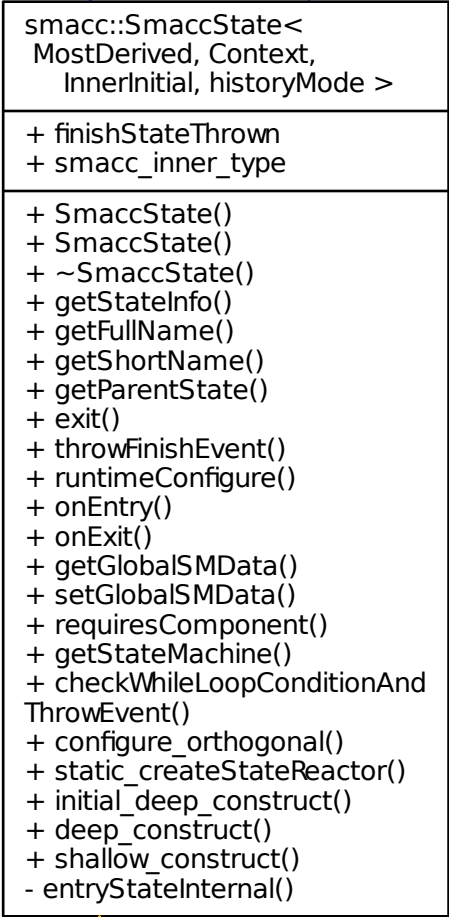 smacc::SmaccState<
MostDerived, Context,
InnerInitial, historyMode >
+ finishStateThrown
+ smacc_inner_type
+ SmaccState()
+ SmaccState()
+ ~SmaccState()
+ getStateInfo()
+ getFullName()
+ getShortName()
+ getParentState()
+ exit()
+ throwFinishEvent()
+ runtimeConfigure()
+ onEntry()
+ onExit()
+ getGlobalSMData()
+ setGlobalSMData()
+ requiresComponent()
+ getStateMachine()
+ checkWhileLoopConditionAnd
ThrowEvent()
+ configure_orthogonal()
+ static_createStateReactor()
+ initial_deep_construct()
+ deep_construct()
+ shallow_construct()
- entryStateInternal()